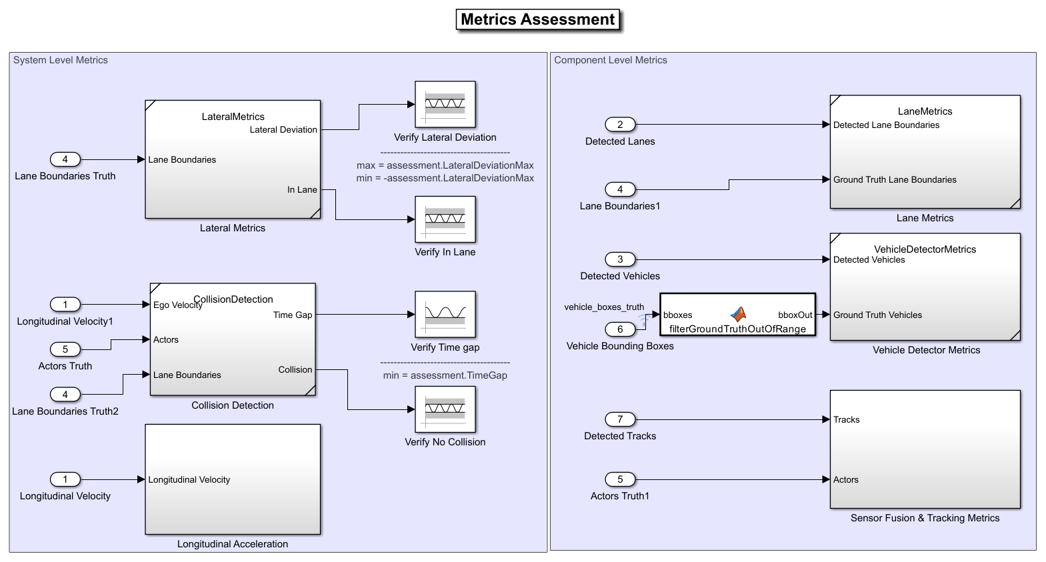 Metrics Assessment
System Level Metrics
LateralMetrics
Lateral Deviation
Lane Boundaries
In Lane
Lateral Metrics
4
Lane Boundaries Truth
Verify Lateral Deviation
max = assessment.LateralDeviationMax
min = -assessment.LateralDeviationMax
Verify In Lane
1
Longitudinal Velocity1
5
Actors Truth
4
Lane Boundaries Truth2
CollisionDetection
Ego Velocity
Time Gap
Actors
Collision
Lane Boundaries
Collision Detection
Verify Time gap
min = assessment.TimeGap
Verify No Collision
1
Longitudinal Velocity
Longitudinal Velocity
Longitudinal Acceleration
Component Level Metrics
2
Detected Lanes
4
Lane Boundaries1
LaneMetrics
Detected Lane Boundaries
Ground Truth Lane Boundaries
Lane Metrics
3
Detected Vehicles
vehicle_boxes_truth
6
Vehicle Bounding Boxes
bboxes
bboxOut
filterGroundTruthOutOfRange
VehicleDetectorMetrics
Detected Vehicles
Ground Truth Vehicles
Vehicle Detector Metrics
7
Detected Tracks
5
Actors Truth1
Tracks
Actors
Sensor Fusion & Tracking Metrics